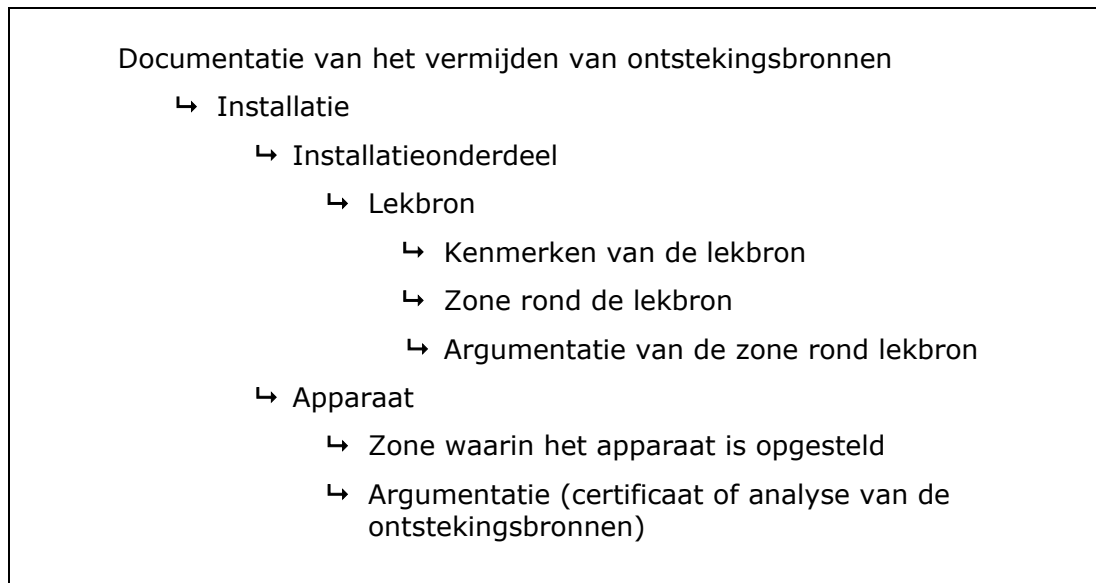 Documentatie van het vermijden van ontstekingsbronnen
↳ Installatie
↳ Installatieonderdeel
↳ Lekbron
↳ Kenmerken van de lekbron
↳ Zone rond de lekbron
↳ Argumentatie van de zone rond lekbron
↳ Apparaat
↳ Zone waarin het apparaat is opgesteld
↳ Argumentatie (certificaat of analyse van de
ontstekingsbronnen)